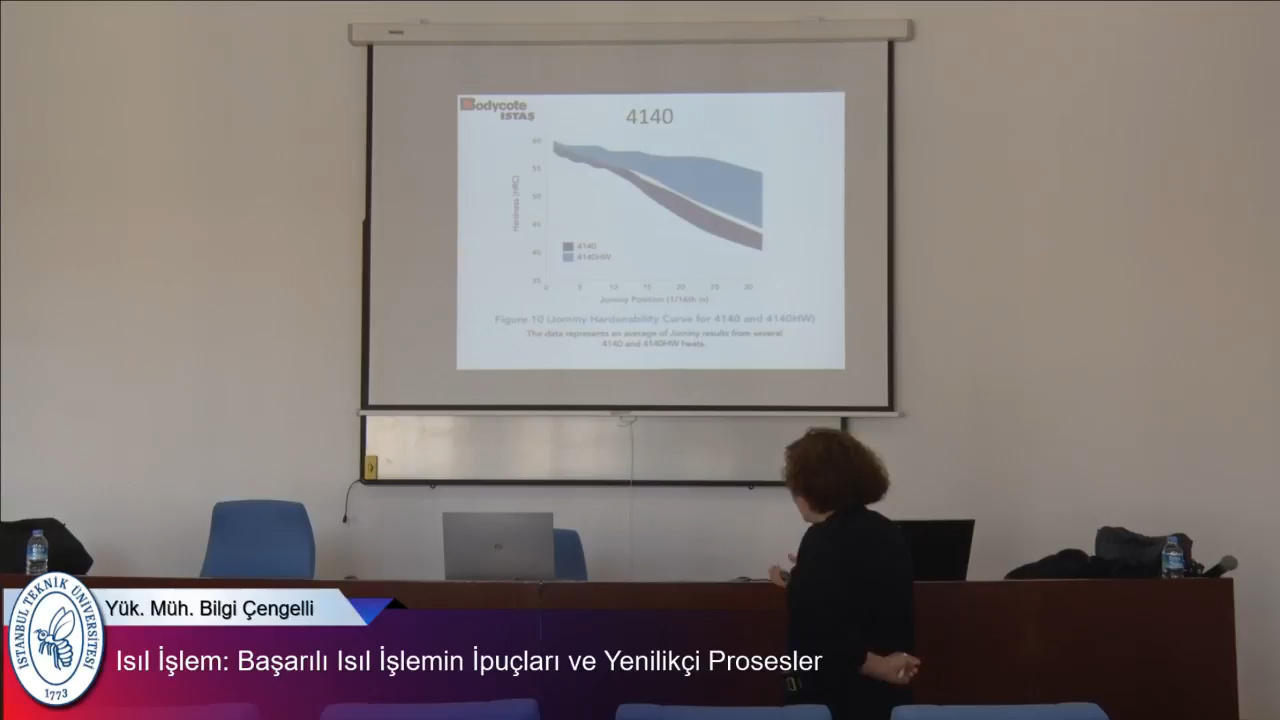 Bodycote
ISTAŞ
4140
60
55
50
45
40
35
Hardness (HRC)
4140
4140HW
0 5 10 15 20 25 30
Jominy Position (1/16th in)
Figure 10 (Jominy Hardenability Curve for 4140 and 4140HW)
The data represents an average of Jominy results from several
4140 and 4140HW heats.
Yük. Müh. Bilgi Çengelli
Isıl İşlem: Başarılı Isıl İşlemin İpuçları ve Yenilikçi Prosesler
İSTANBUL TEKNİK ÜNİVERSİTESİ
1773